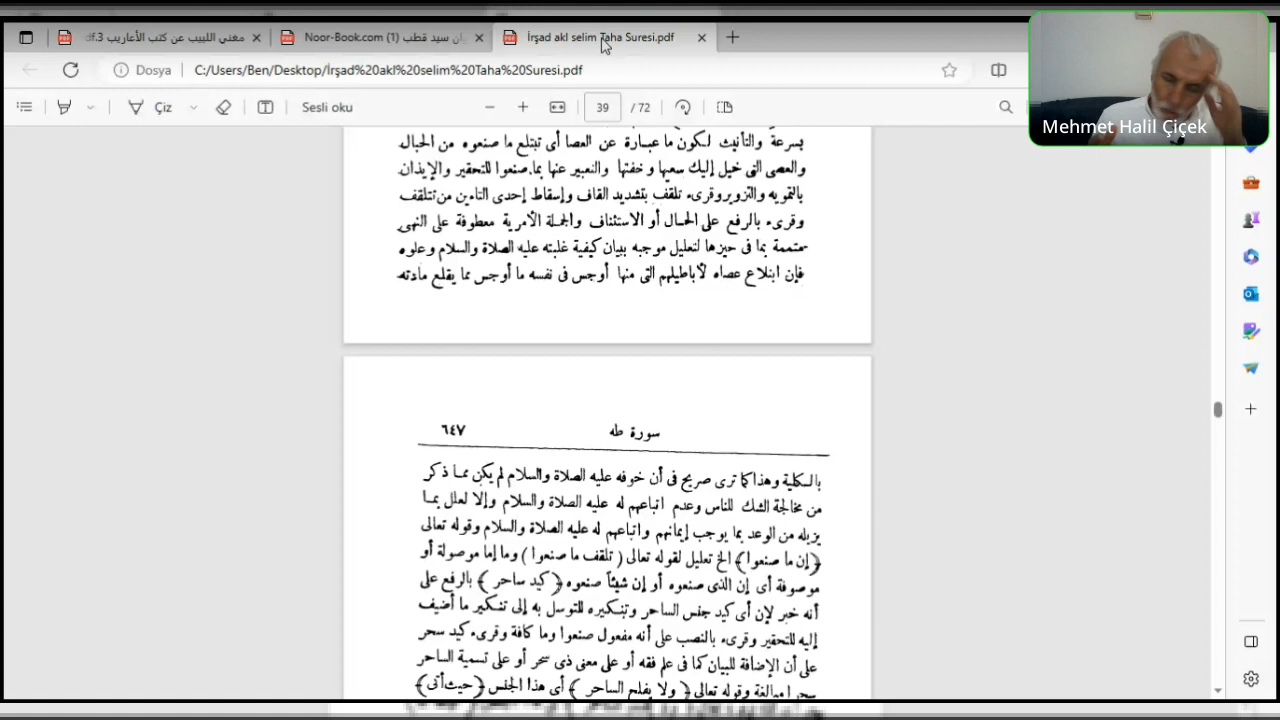 مغني اللبيب عن كتب الأعاريب 3.df
Noor-Book.com (1) ان سيد قطب
İrşad akl selim Taha Suresi.pdf
Dosya
C:/Users/Ben/Desktop/İrşad%20akl%20selim%20Taha%20Suresi.pdf
Çiz
Sesli oku
39
/ 72
Mehmet Halil Çiçek
بسرعة والتأنيث لكون ما عبارة عن العصا أى تبتلع ما صنعوه من الحبال
والعصى التى خيل إليك سعيها وخفتها والتعبير عنها بما صنعوا للتحقير والإيذان
بالتمويه والتزوير وقرىء تلقف بتشديد القاف وإسقاط إحدى التاءين من تتلقف
وقرىء بالرفع على الحال أو الاستئناف والجملة الأمرية معطوفة على النهى
متممة بما فى حيزها لتعليل موجبه ببيان كيفية غلبته عليه الصلاة والسلام وعلوه
فإن ابتلاع عصاه لأباطيلهم التى منها أوجس فى نفسه ما أوجس مما يقلع مادته
سورة طه
٦٤٧
بالكلية وهذا كما ترى صريح فى أن خوفه عليه الصلاة والسلام لم يكن مما ذكر
من مخالجة الشك للناس وعدم اتباعهم له عليه الصلاة والسلام وإلا لعلل بما
يزيله من الوعد بما يوجب إيمانهم واتباعهم له عليه الصلاة والسلام وقوله تعالى
﴿إن ما صنعوا﴾ الخ تعليل لقوله تعالى ( تلقف ما صنعوا ) وما إما موصولة أو
موصوفة أى إن الذى صنعوه أو إن شيئاً صنعوه ﴿ كيد ساحر ﴾ بالرفع على
أنه خبر لإن أى كيد جنس الساحر وتنكيره للتوسل به إلى تنكير ما أضيف
إليه للتحقير وقرىء بالنصب على أنه مفعول صنعوا وما كافة وقرىء كيد سحر
على أن الإضافة للبيان كما فى علم فقه أو على معنى ذى سحر أو على تسمية الساحر
سحرا مبالغة وقوله تعالى ﴿ ولا يفلح الساحر ﴾ أى هذا الجنس ﴿حيث أتى﴾